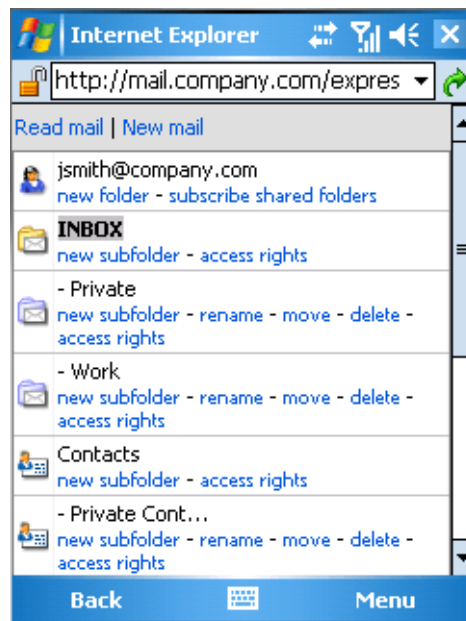 Internet Explorer
http://mail.company.com/expres
Read mail | New mail
jsmith@company.com
new folder - subscribe shared folders
INBOX
new subfolder - access rights
- Private
new subfolder - rename - move - delete -
access rights
- Work
new subfolder - rename - move - delete -
access rights
Contacts
new subfolder - access rights
- Private Cont...
new subfolder - rename - move - delete -
access rights
Back Menu